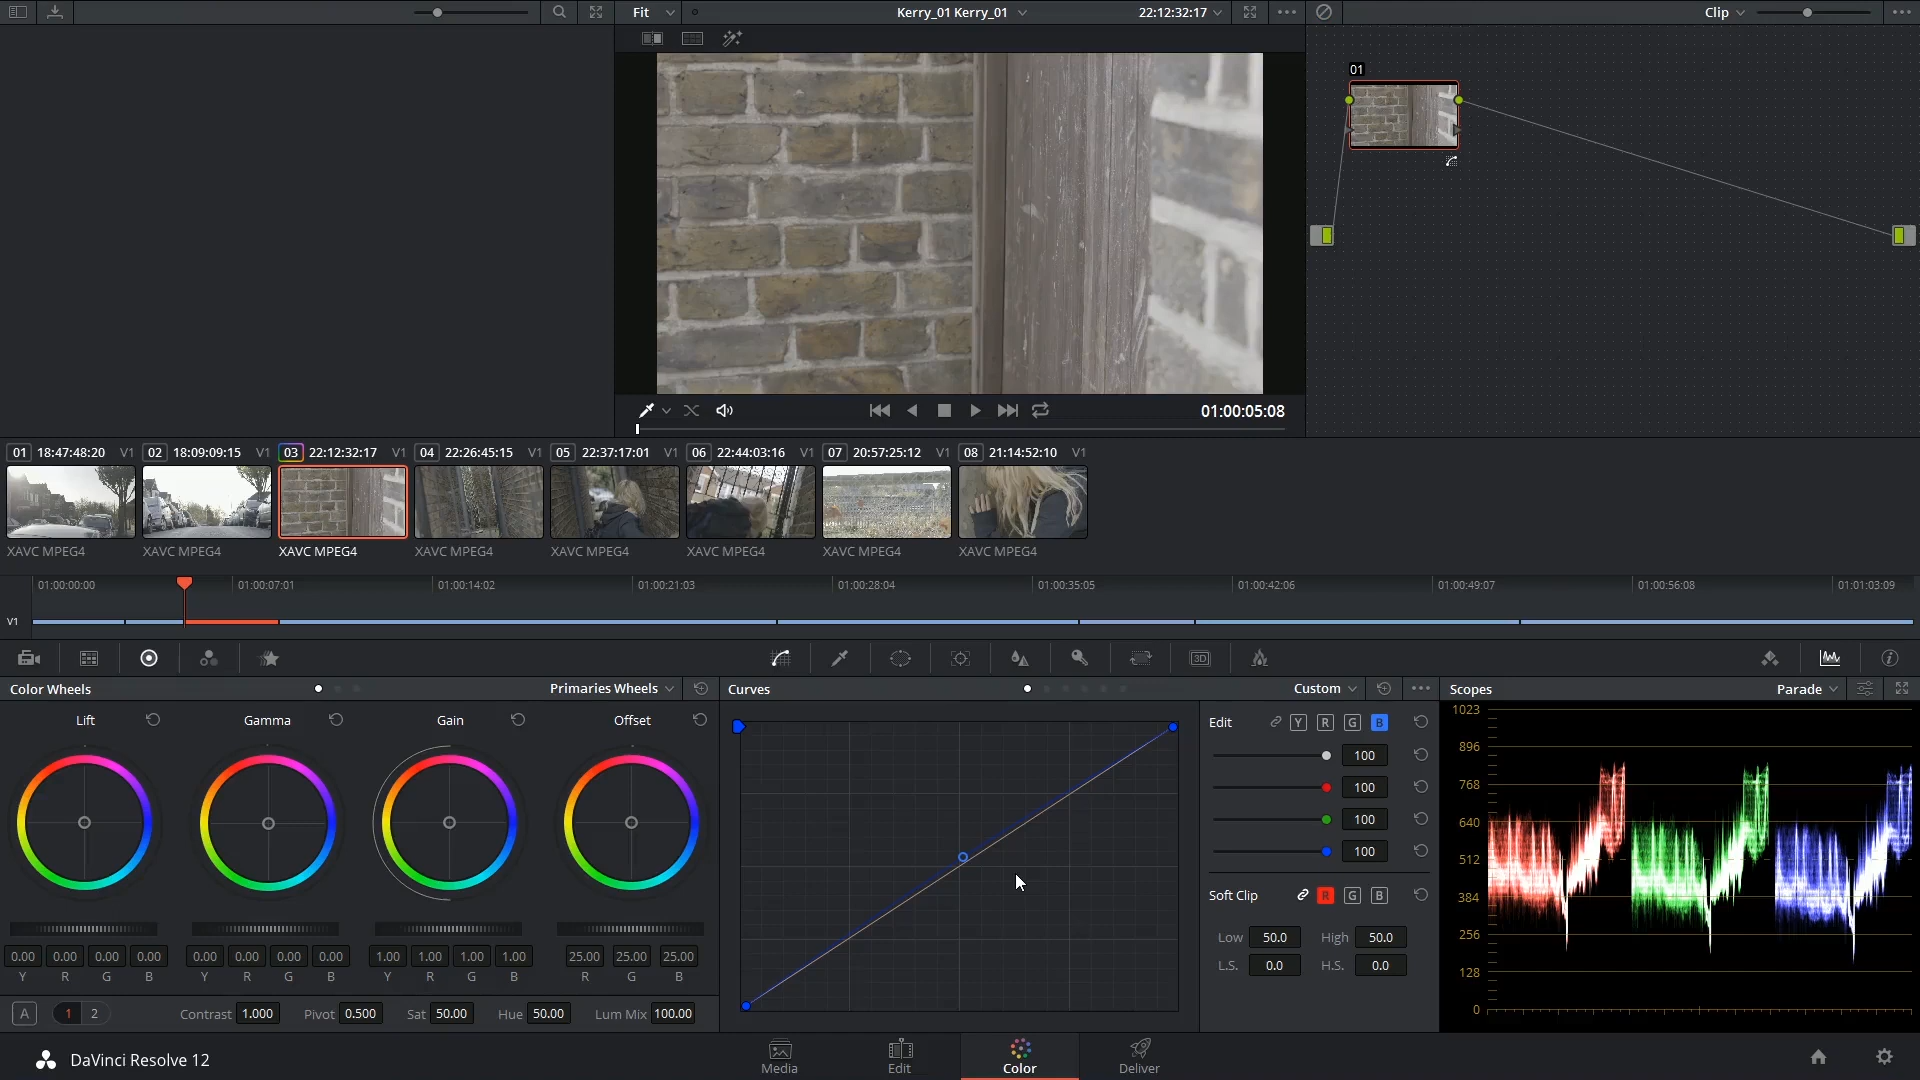 Fit
Kerry_01 Kerry_01
22:12:32:17
Clip
01
01:00:05:08
01 18:47:48:20 V1
02 18:09:09:15 V1
03 22:12:32:17 V1
04 22:26:45:15 V1
05 22:37:17:01 V1
06 22:44:03:16 V1
07 20:57:25:12 V1
08 21:14:52:10 V1
XAVC MPEG4
XAVC MPEG4
XAVC MPEG4
XAVC MPEG4
XAVC MPEG4
XAVC MPEG4
XAVC MPEG4
XAVC MPEG4
01:00:00:00
01:00:07:01
01:00:14:02
01:00:21:03
01:00:28:04
01:00:35:05
01:00:42:06
01:00:49:07
01:00:56:08
01:01:03:09
V1
3D
Color Wheels
Primaries Wheels
Lift
Gamma
Gain
Offset
0.00 0.00 0.00 0.00
0.00 0.00 0.00 0.00
1.00 1.00 1.00 1.00
25.00 25.00 25.00
Y R G B
Y R G B
Y R G B
R G B
A
1 2
Contrast 1.000
Pivot 0.500
Sat 50.00
Hue 50.00
Lum Mix 100.00
Curves
Custom
Edit Y R G B
100
100
100
100
Soft Clip R G B
Low 50.0 High 50.0
L.S. 0.0 H.S. 0.0
Scopes
Parade
1023
896
768
640
512
384
256
128
0
DaVinci Resolve 12
Media
Edit
Color
Deliver